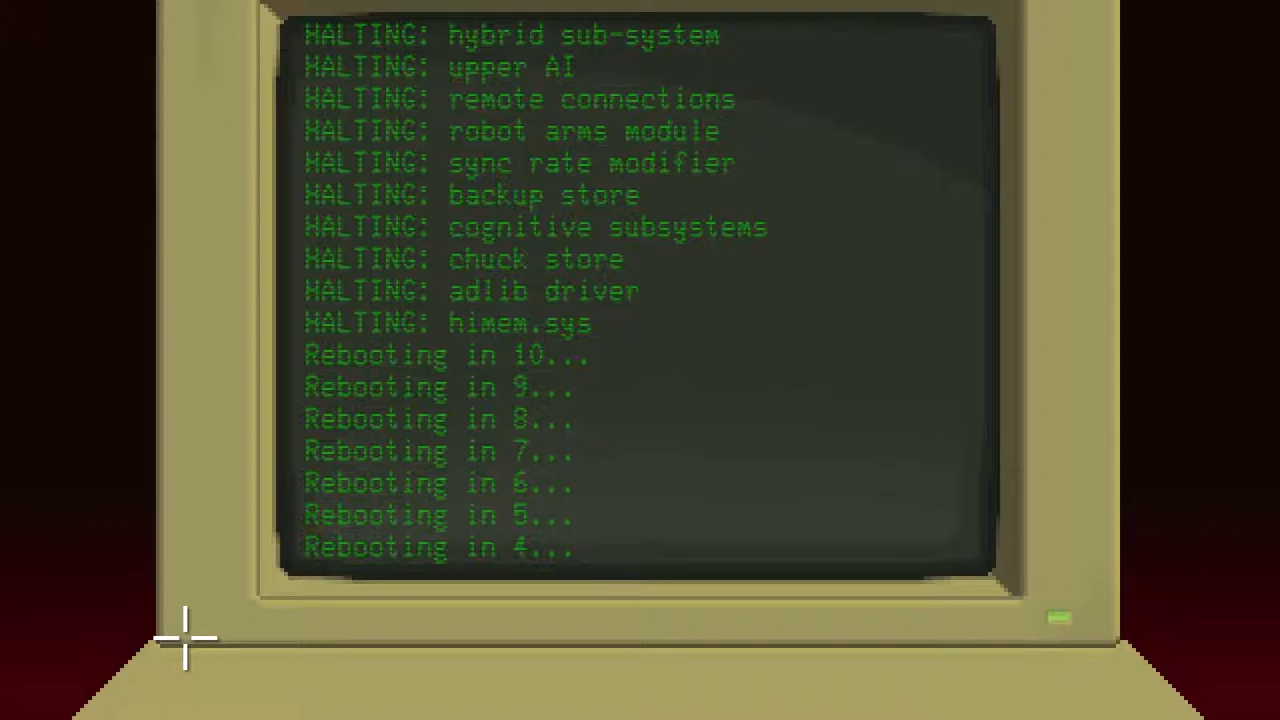 HALTING: hybrid sub-system
HALTING: upper AI
HALTING: remote connections
HALTING: robot arms module
HALTING: sync rate modifier
HALTING: backup store
HALTING: cognitive subsystems
HALTING: chuck store
HALTING: adlib driver
HALTING: himem.sys
Rebooting in 10...
Rebooting in 9...
Rebooting in 8...
Rebooting in 7...
Rebooting in 6...
Rebooting in 5...
Rebooting in 4...